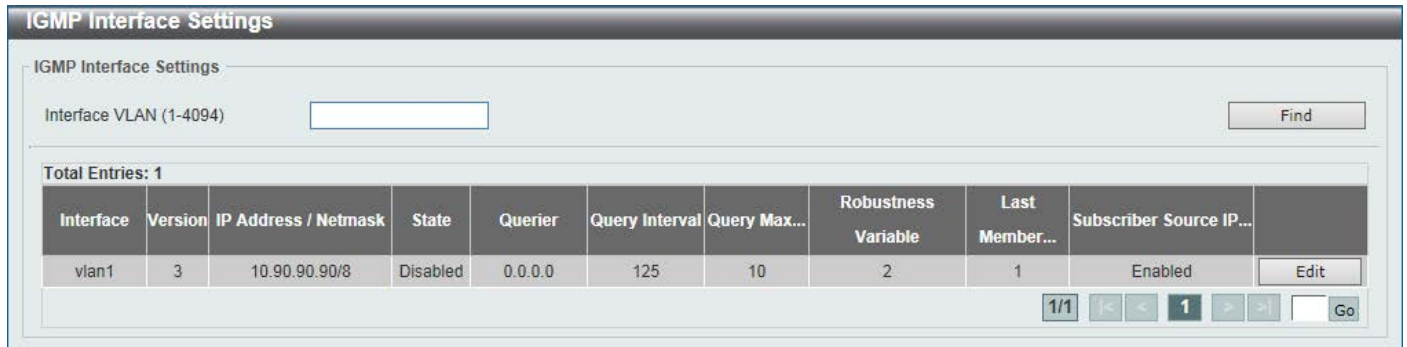 IGMP Interface Settings
IGMP Interface Settings
Interface VLAN (1-4094)
Find
Total Entries: 1
Interface Version IP Address / Netmask State Querier Query Interval Query Max... Robustness Variable Last Member... Subscriber Source IP...
vlan1 3 10.90.90.90/8 Disabled 0.0.0.0 125 10 2 1 Enabled Edit
1/1 |< < 1 > >| Go